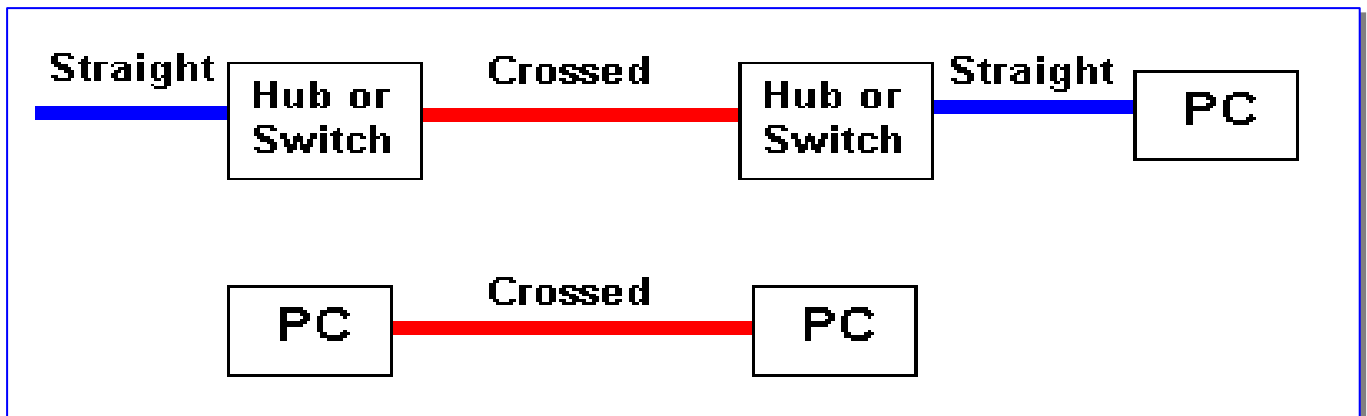 Straight
Hub or
Switch
Crossed
Hub or
Switch
Straight
PC
PC
Crossed
PC